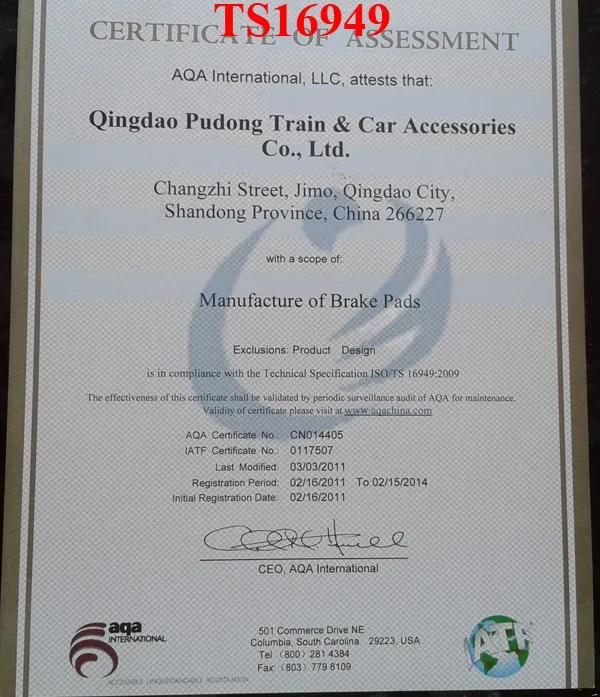 TS16949
CERTIFICATE OF ASSESSMENT
AQA International, LLC, attests that:
Qingdao Pudong Train & Car Accessories
Co., Ltd.
Changzhi Street, Jimo, Qingdao City,
Shandong Province, China 266227
with a scope of:
Manufacture of Brake Pads
Exclusions: Product Design
is in compliance with the Technical Specification ISO/TS 16949:2009
The effectiveness of this certificate shall be validated by periodic surveillance audit of AQA for maintenance.
Validity of certificate please visit at www.aqachina.com
AQA Certificate No.: CN014405
IATF Certificate No.: 0117507
Last Modified: 03/03/2011
Registration Period: 02/16/2011 To 02/15/2014
Initial Registration Date: 02/16/2011
CEO, AQA International
aqa
INTERNATIONAL
ACCESSIBLE UNDERSTANDABLE REGISTRATION
501 Commerce Drive NE
Columbia, South Carolina 29223, USA
Tel: (800) 281 4384
Fax: (803) 779 8109
IATF